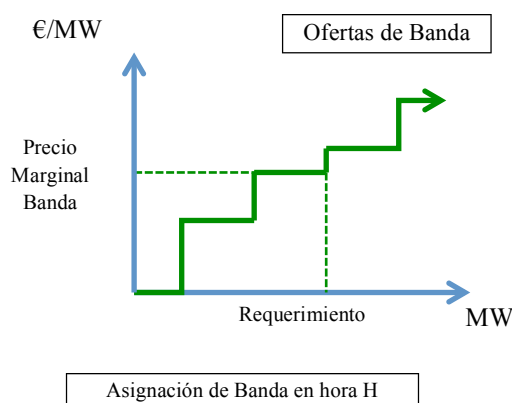 €/MW
Ofertas de Banda
Precio
Marginal
Banda
Requerimiento
MW
Asignación de Banda en hora H